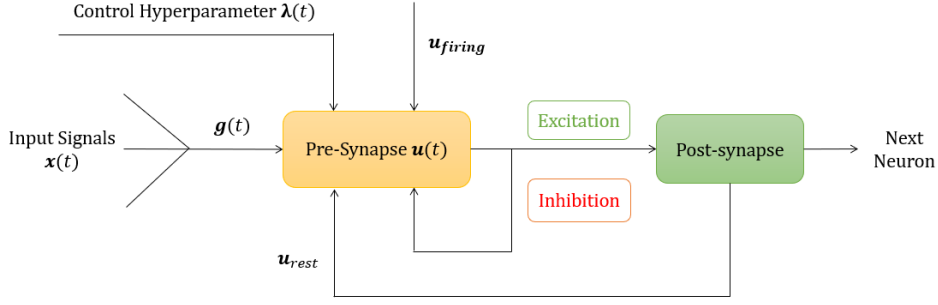 Control Hyperparameter λ(t)
u_firing
Input Signals
x(t)
g(t)
Pre-Synapse u(t)
Excitation
Inhibition
Post-synapse
Next
Neuron
u_rest